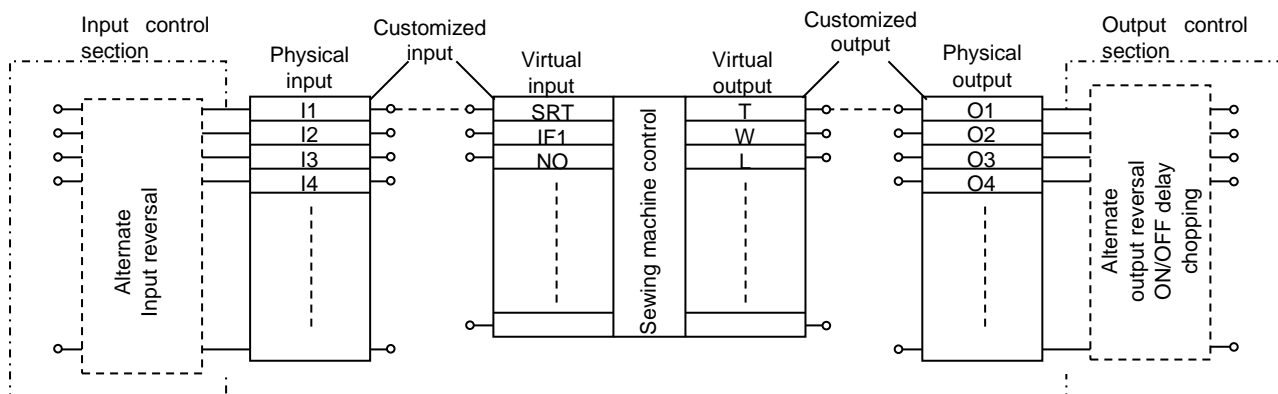 Input control
section
Physical
input
Customized
input
Virtual
input
Virtual
output
Customized
output
Physical
output
Output control
section
I1
I2
I3
I4
SRT
IF1
NO
T
W
L
O1
O2
O3
O4
Alternate
Input reversal
Sewing machine control
Alternate
output reversal
ON/OFF delay
chopping